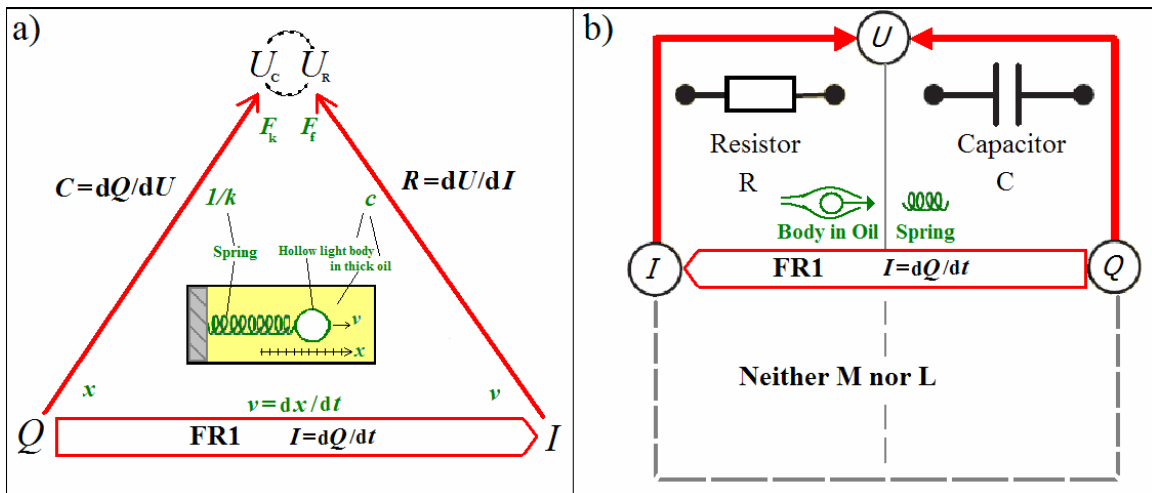 a)
U_C U_R
F_k F_f
C=dQ/dU
R=dU/dI
1/k
c
Spring
Hollow light body
in thick oil
v
x
x
v
v=dx/dt
Q
FR1 I=dQ/dt
I
b)
U
Resistor
R
Capacitor
C
Body in Oil
Spring
I
FR1 I=dQ/dt
Q
Neither M nor L